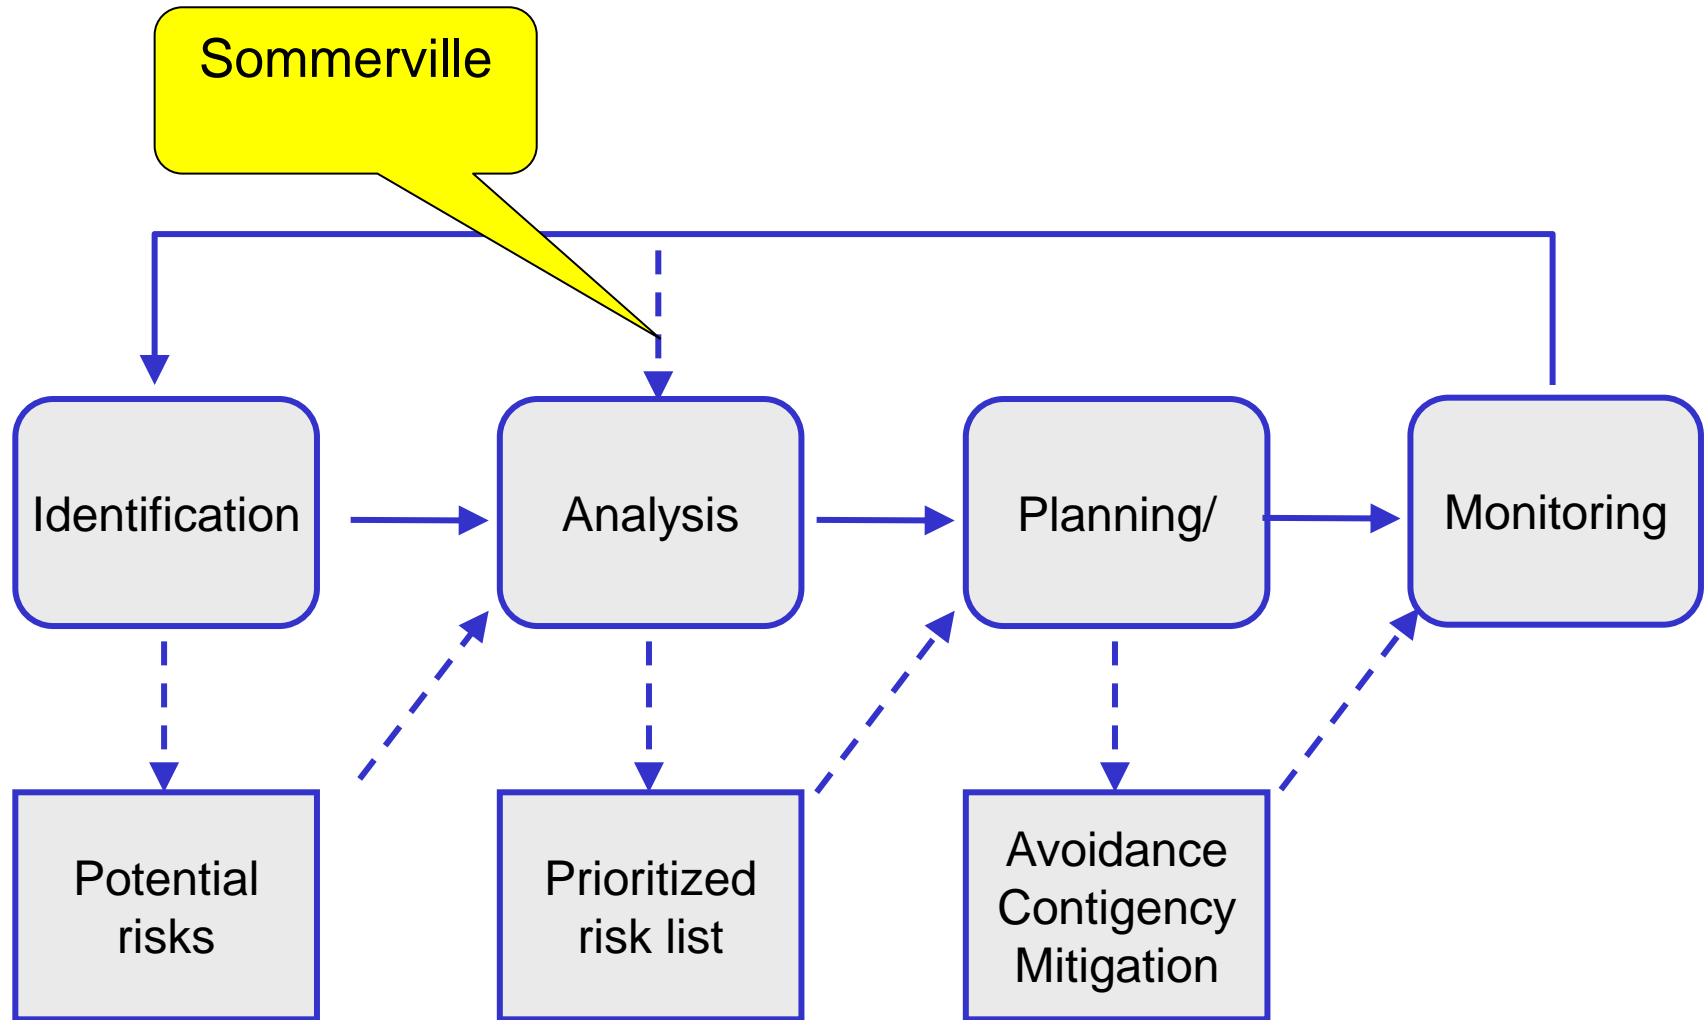 Sommerville
Identification
Analysis
Planning/
Monitoring
Potential
risks
Prioritized
risk list
Avoidance
Contigency
Mitigation